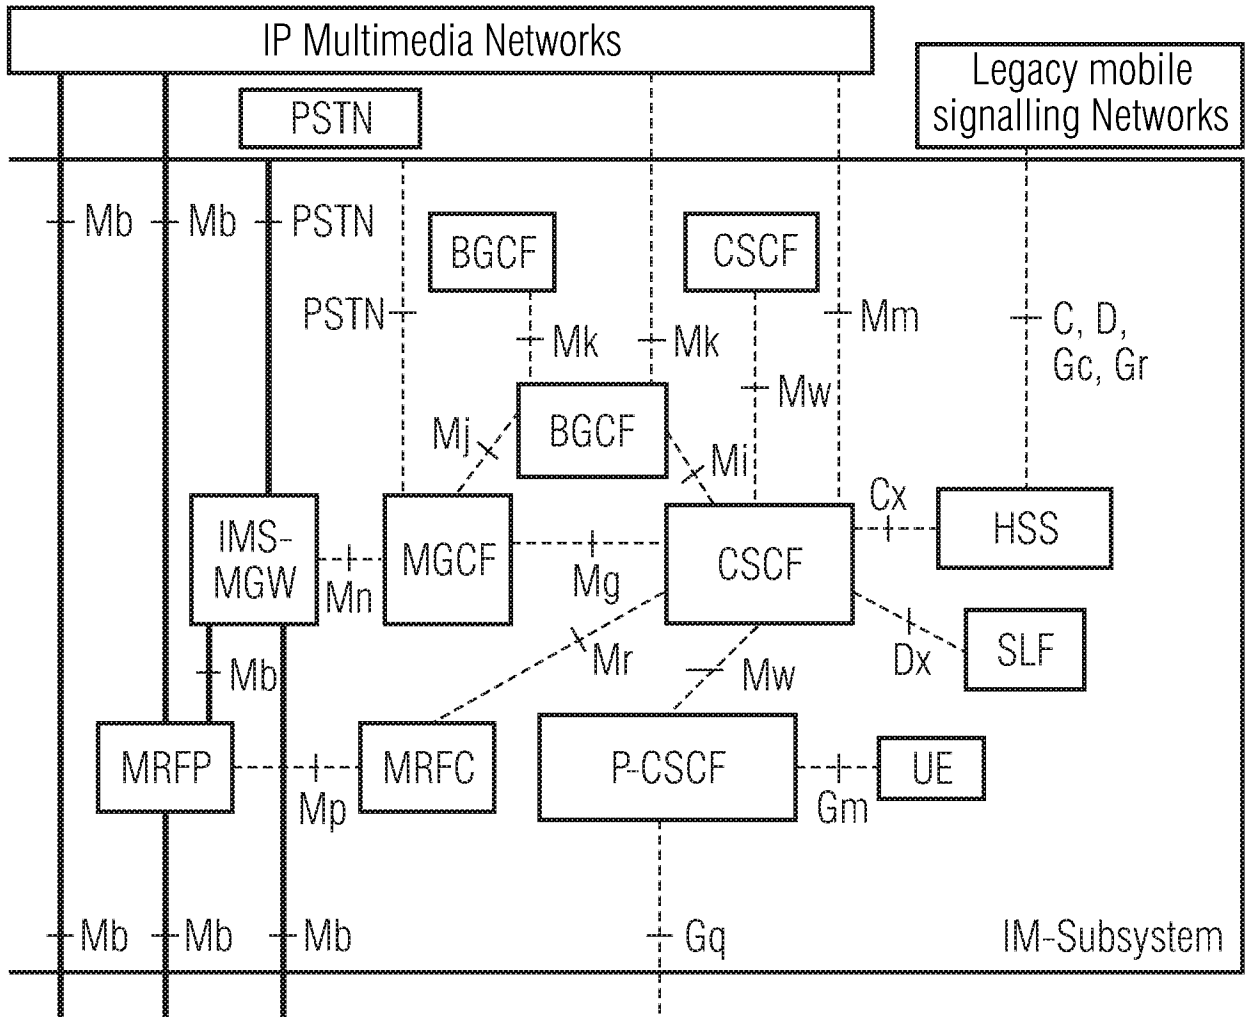 IP Multimedia Networks
Legacy mobile
signalling Networks
PSTN
Mb
Mb
PSTN
BGCF
CSCF
PSTN
Mk
Mk
Mm
C, D,
Gc, Gr
Mw
Mj
BGCF
Mi
Cx
IMS-
MGW
Mn
MGCF
Mg
CSCF
HSS
Mb
Mr
Mw
Dx
SLF
MRFP
Mp
MRFC
P-CSCF
Gm
UE
Mb
Mb
Mb
Gq
IM-Subsystem